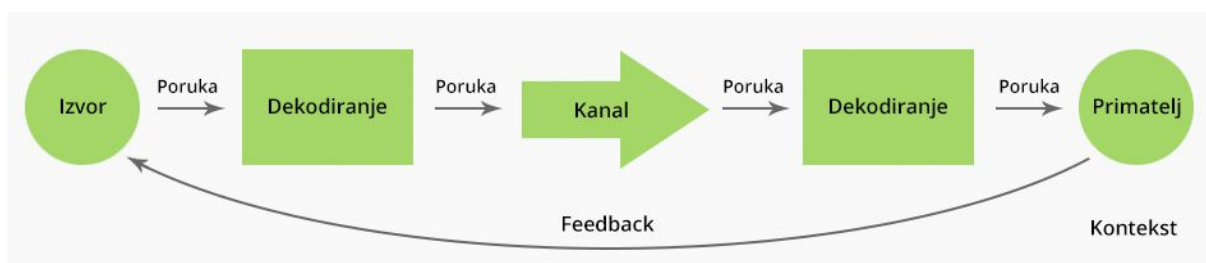 Izvor
Poruka
Dekodiranje
Poruka
Kanal
Poruka
Dekodiranje
Poruka
Primatelj
Feedback
Kontekst